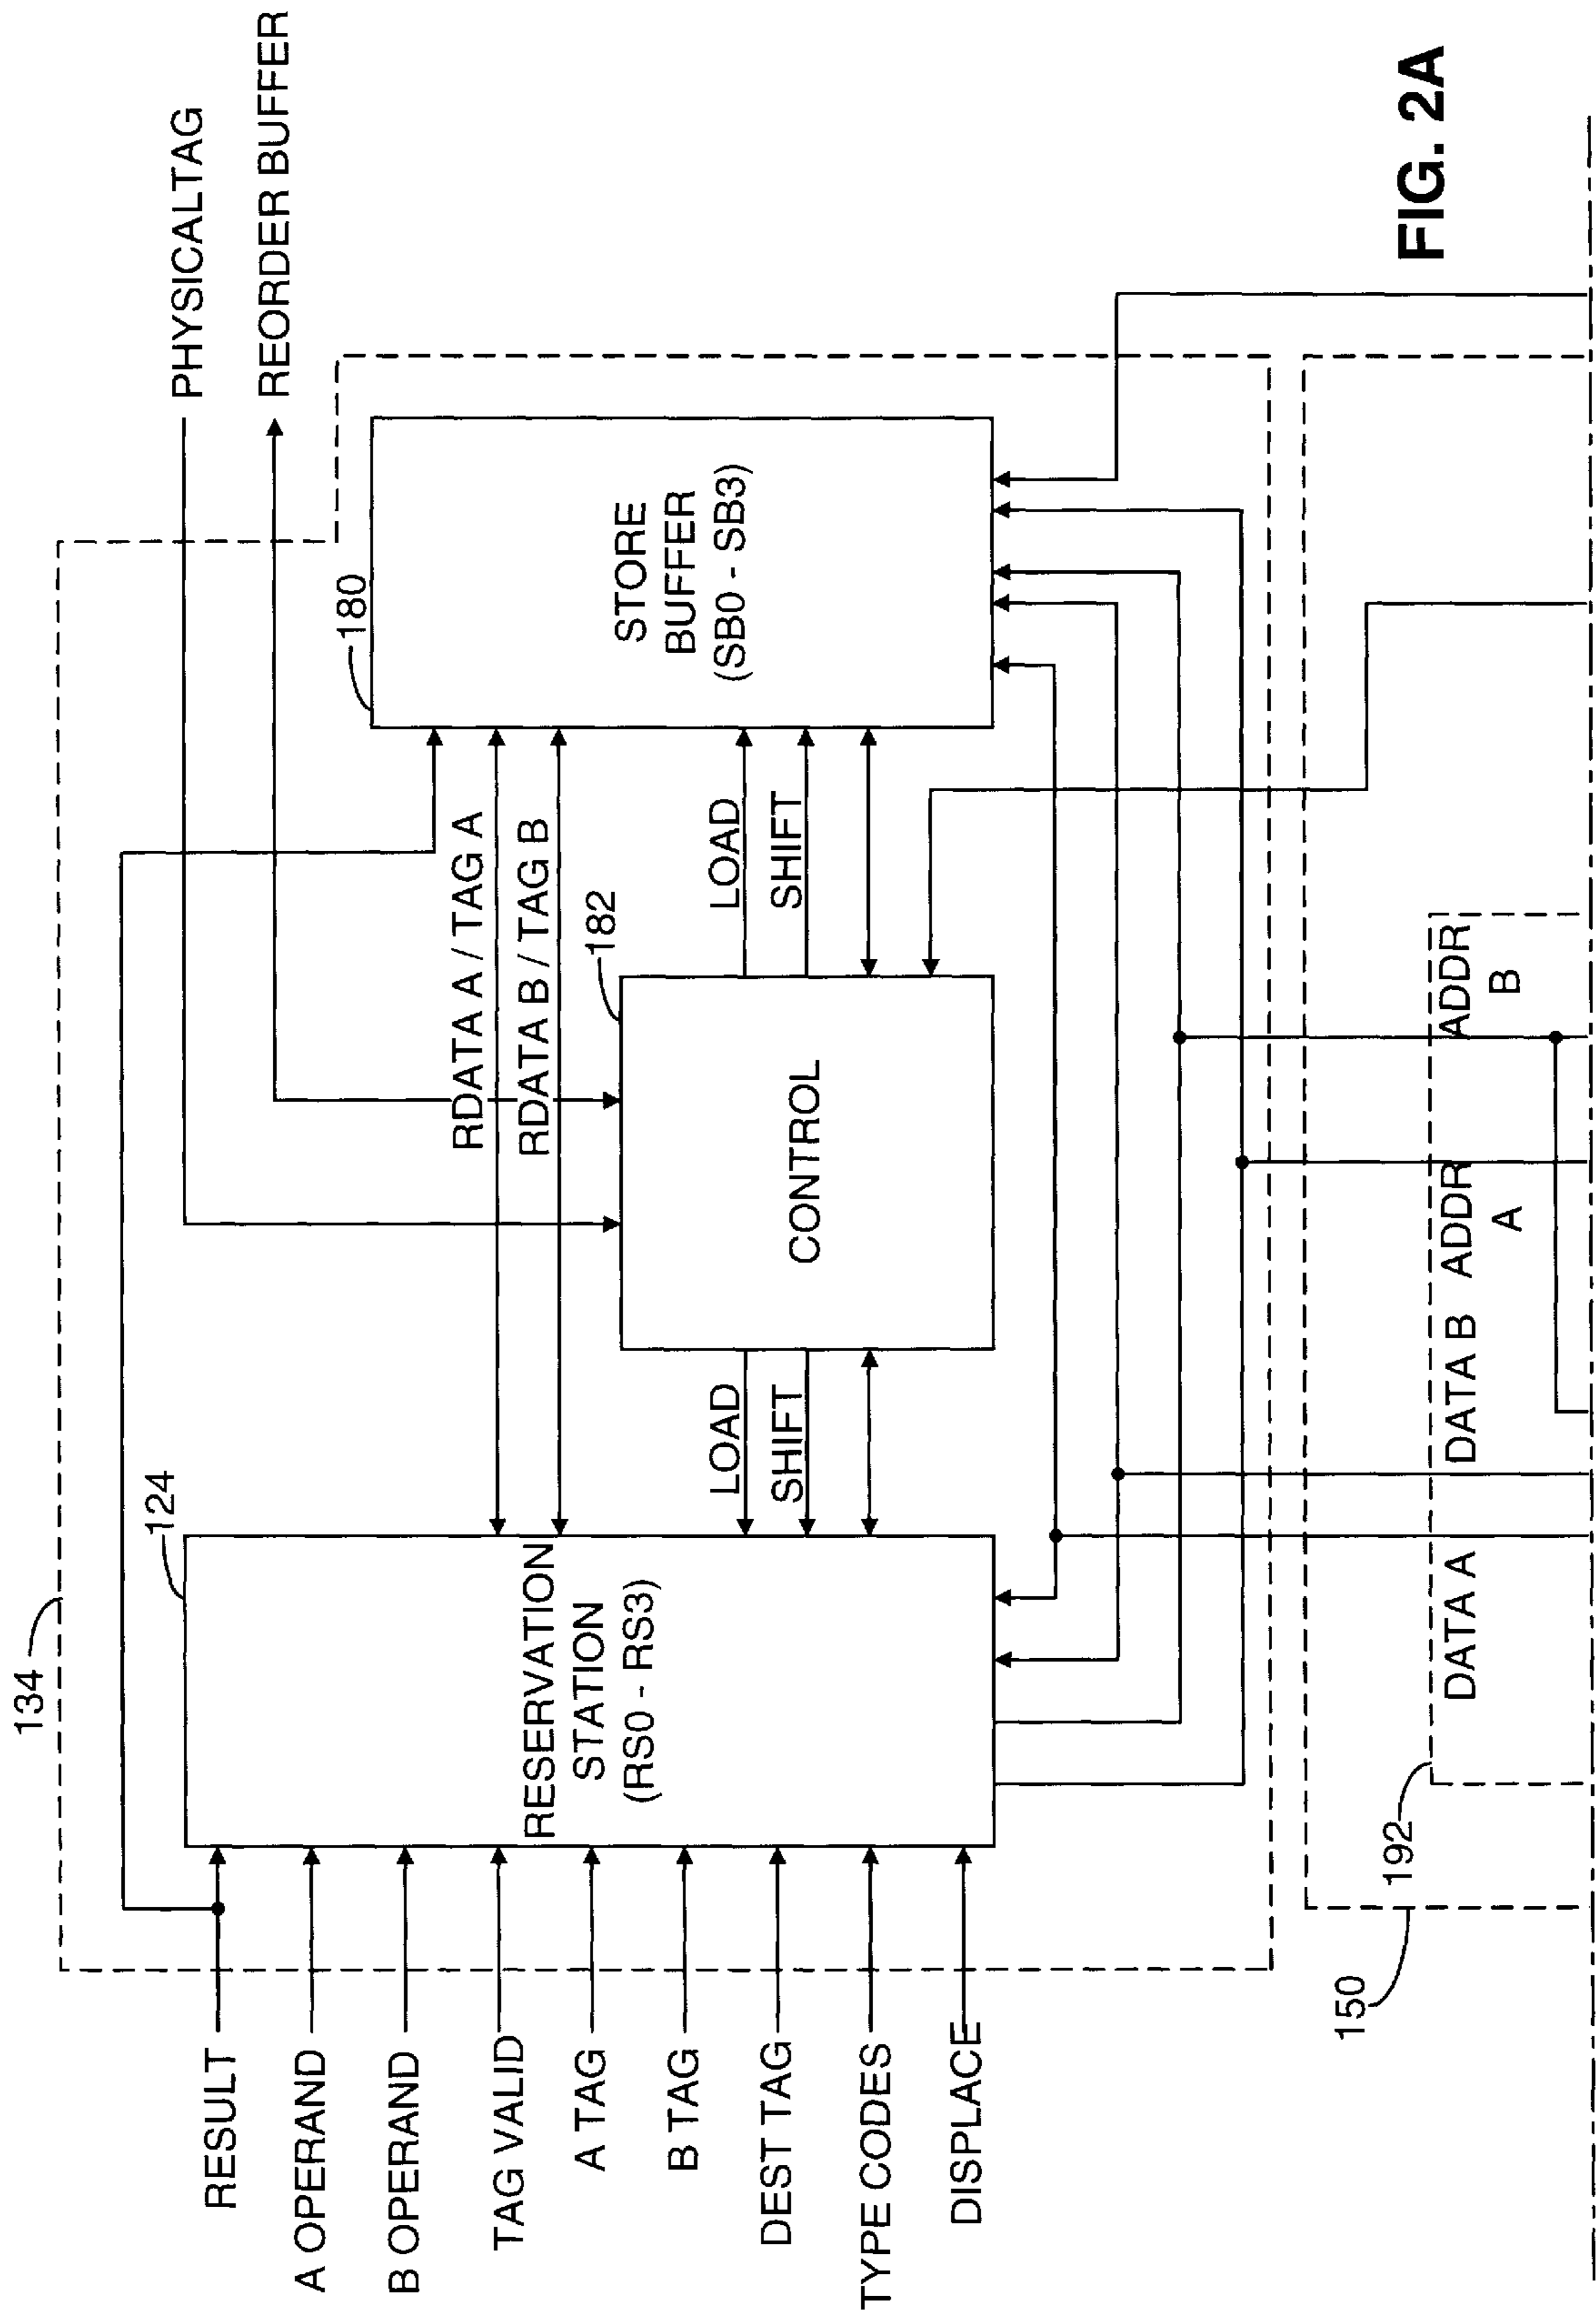 134
RESULT
A OPERAND
B OPERAND
TAG VALID
A TAG
B TAG
DEST TAG
TYPE CODES
DISPLACE
124
RESERVATION
STATION
(RS0 - RS3)
PHYSICAL TAG
REORDER BUFFER
RDATA A / TAG A
RDATA B / TAG B
LOAD
SHIFT
182
CONTROL
LOAD
SHIFT
180
STORE
BUFFER
(SB0 - SB3)
150
192
DATA A
DATA B
ADDR
A
ADDR
B
FIG. 2A